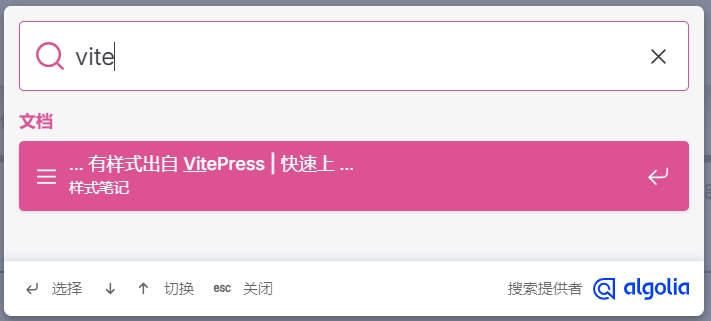 vite
文档
... 有样式出自 VitePress | 快速上 ...
样式笔记
选择 切换 esc 关闭 搜索提供者 algolia